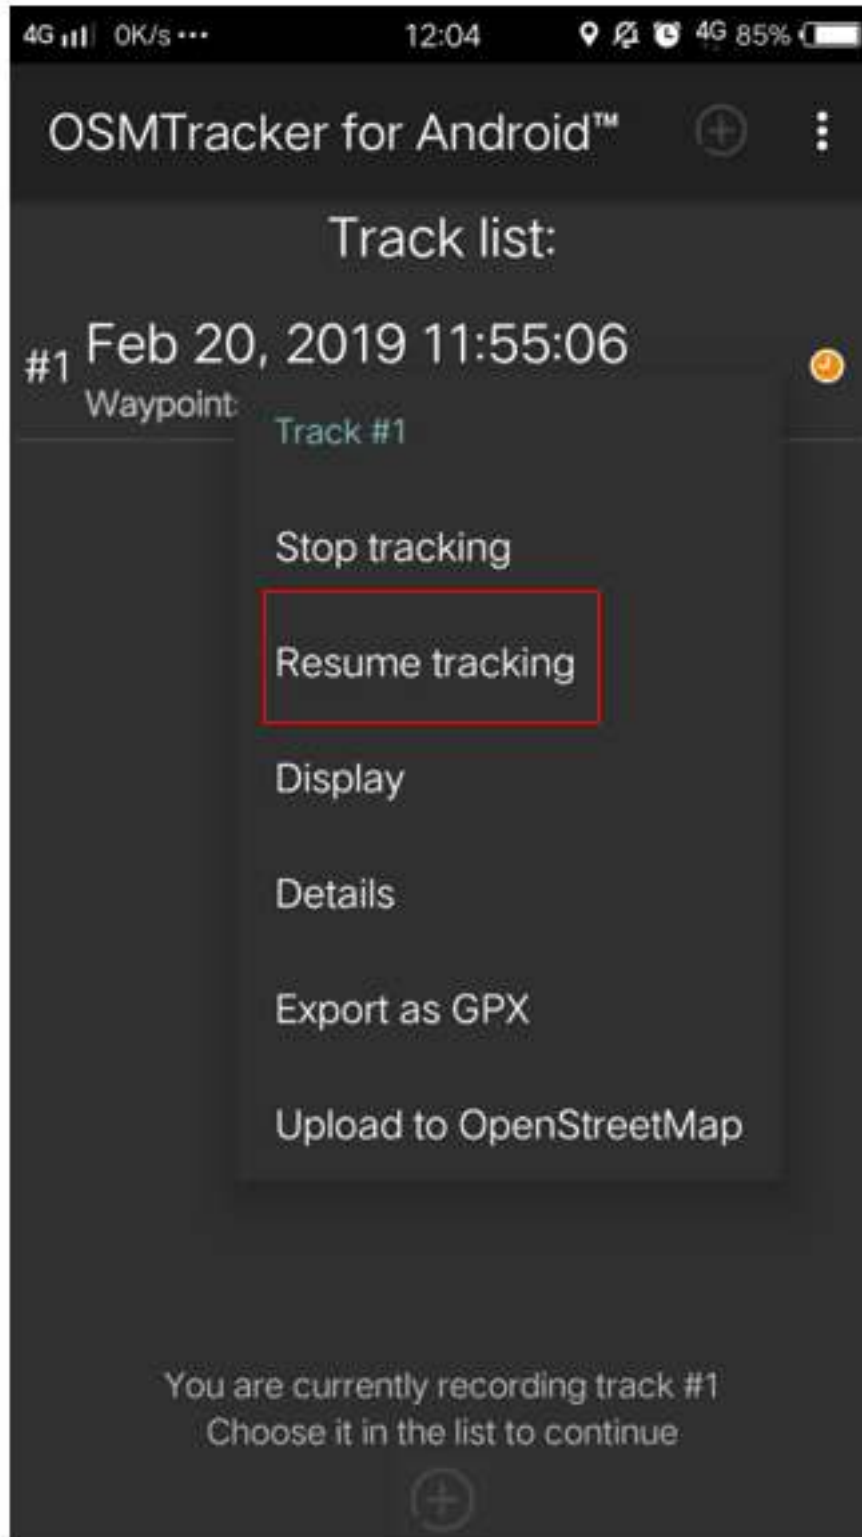 4G 0K/s ••• 12:04 4G 85%
OSMTracker for Android™
Track list:
#1 Feb 20, 2019 11:55:06
Waypoint
Track #1
Stop tracking
Resume tracking
Display
Details
Export as GPX
Upload to OpenStreetMap
You are currently recording track #1
Choose it in the list to continue